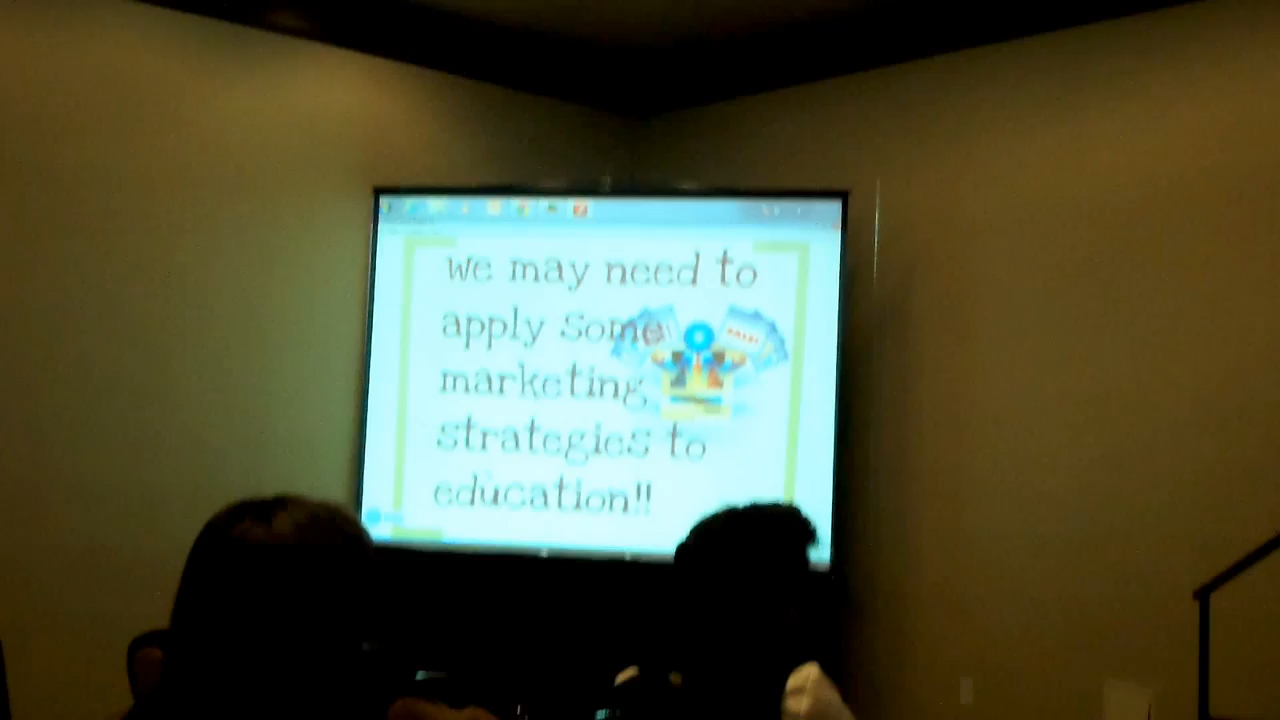 we may need to
apply some
marketing
strategies to
education!!